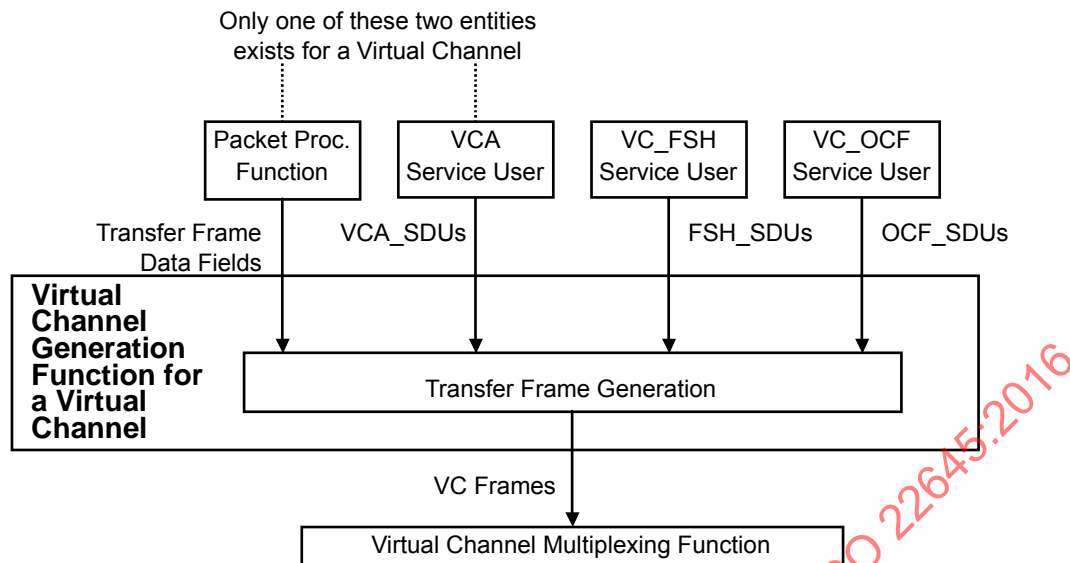 Only one of these two entities
exists for a Virtual Channel
Packet Proc.
Function
VCA
Service User
VC_FSH
Service User
VC_OCF
Service User
Transfer Frame
Data Fields
VCA_SDUs
FSH_SDUs
OCF_SDUs
Virtual
Channel
Generation
Function for
a Virtual
Channel
Transfer Frame Generation
VC Frames
Virtual Channel Multiplexing Function
22645:2016